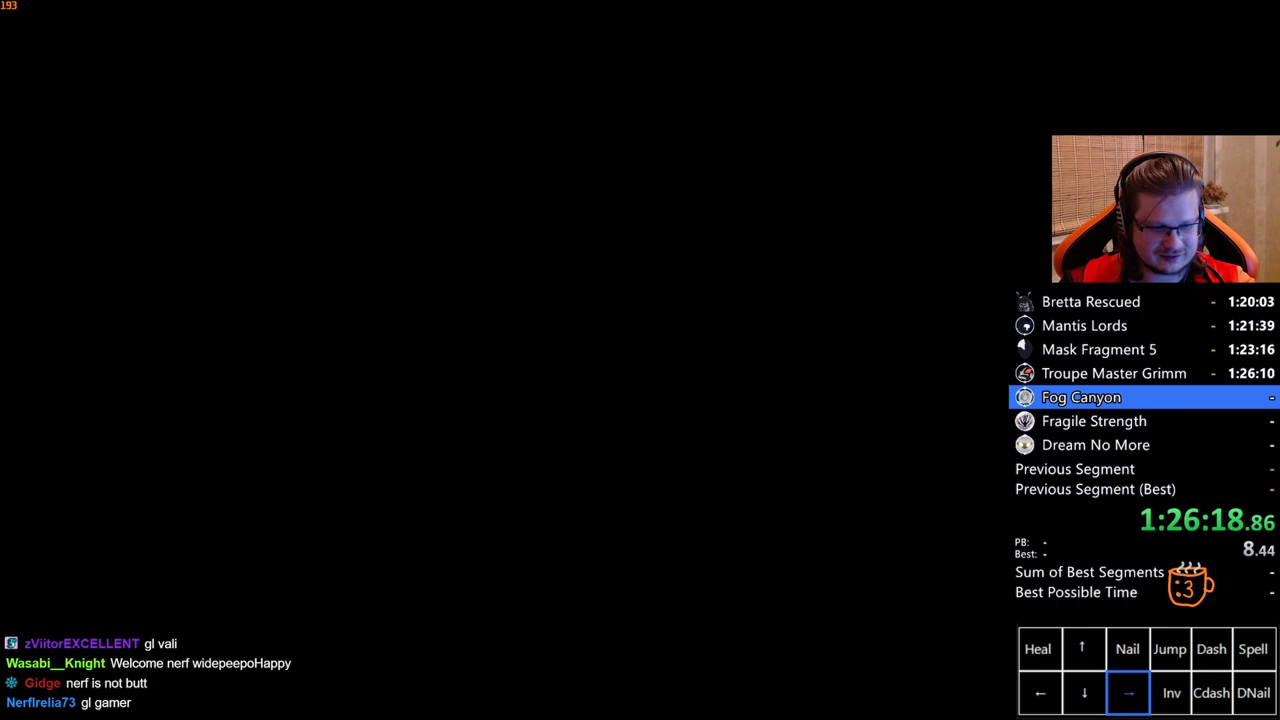 193
Bretta Rescued - 1:20:03
Mantis Lords - 1:21:39
Mask Fragment 5 - 1:23:16
Troupe Master Grimm - 1:26:10
Fog Canyon -
Fragile Strength -
Dream No More -
Previous Segment -
Previous Segment (Best) -
1:26:18.86
PB: - 8.44
Best: -
Sum of Best Segments -
Best Possible Time -
:3
zViitorEXCELLENT gl vali
Wasabi__Knight Welcome nerf widepeepoHappy
Gidge nerf is not butt
NerfIrelia73 gl gamer
Heal ↑ Nail Jump Dash Spell
← ↓ → Inv Cdash DNail